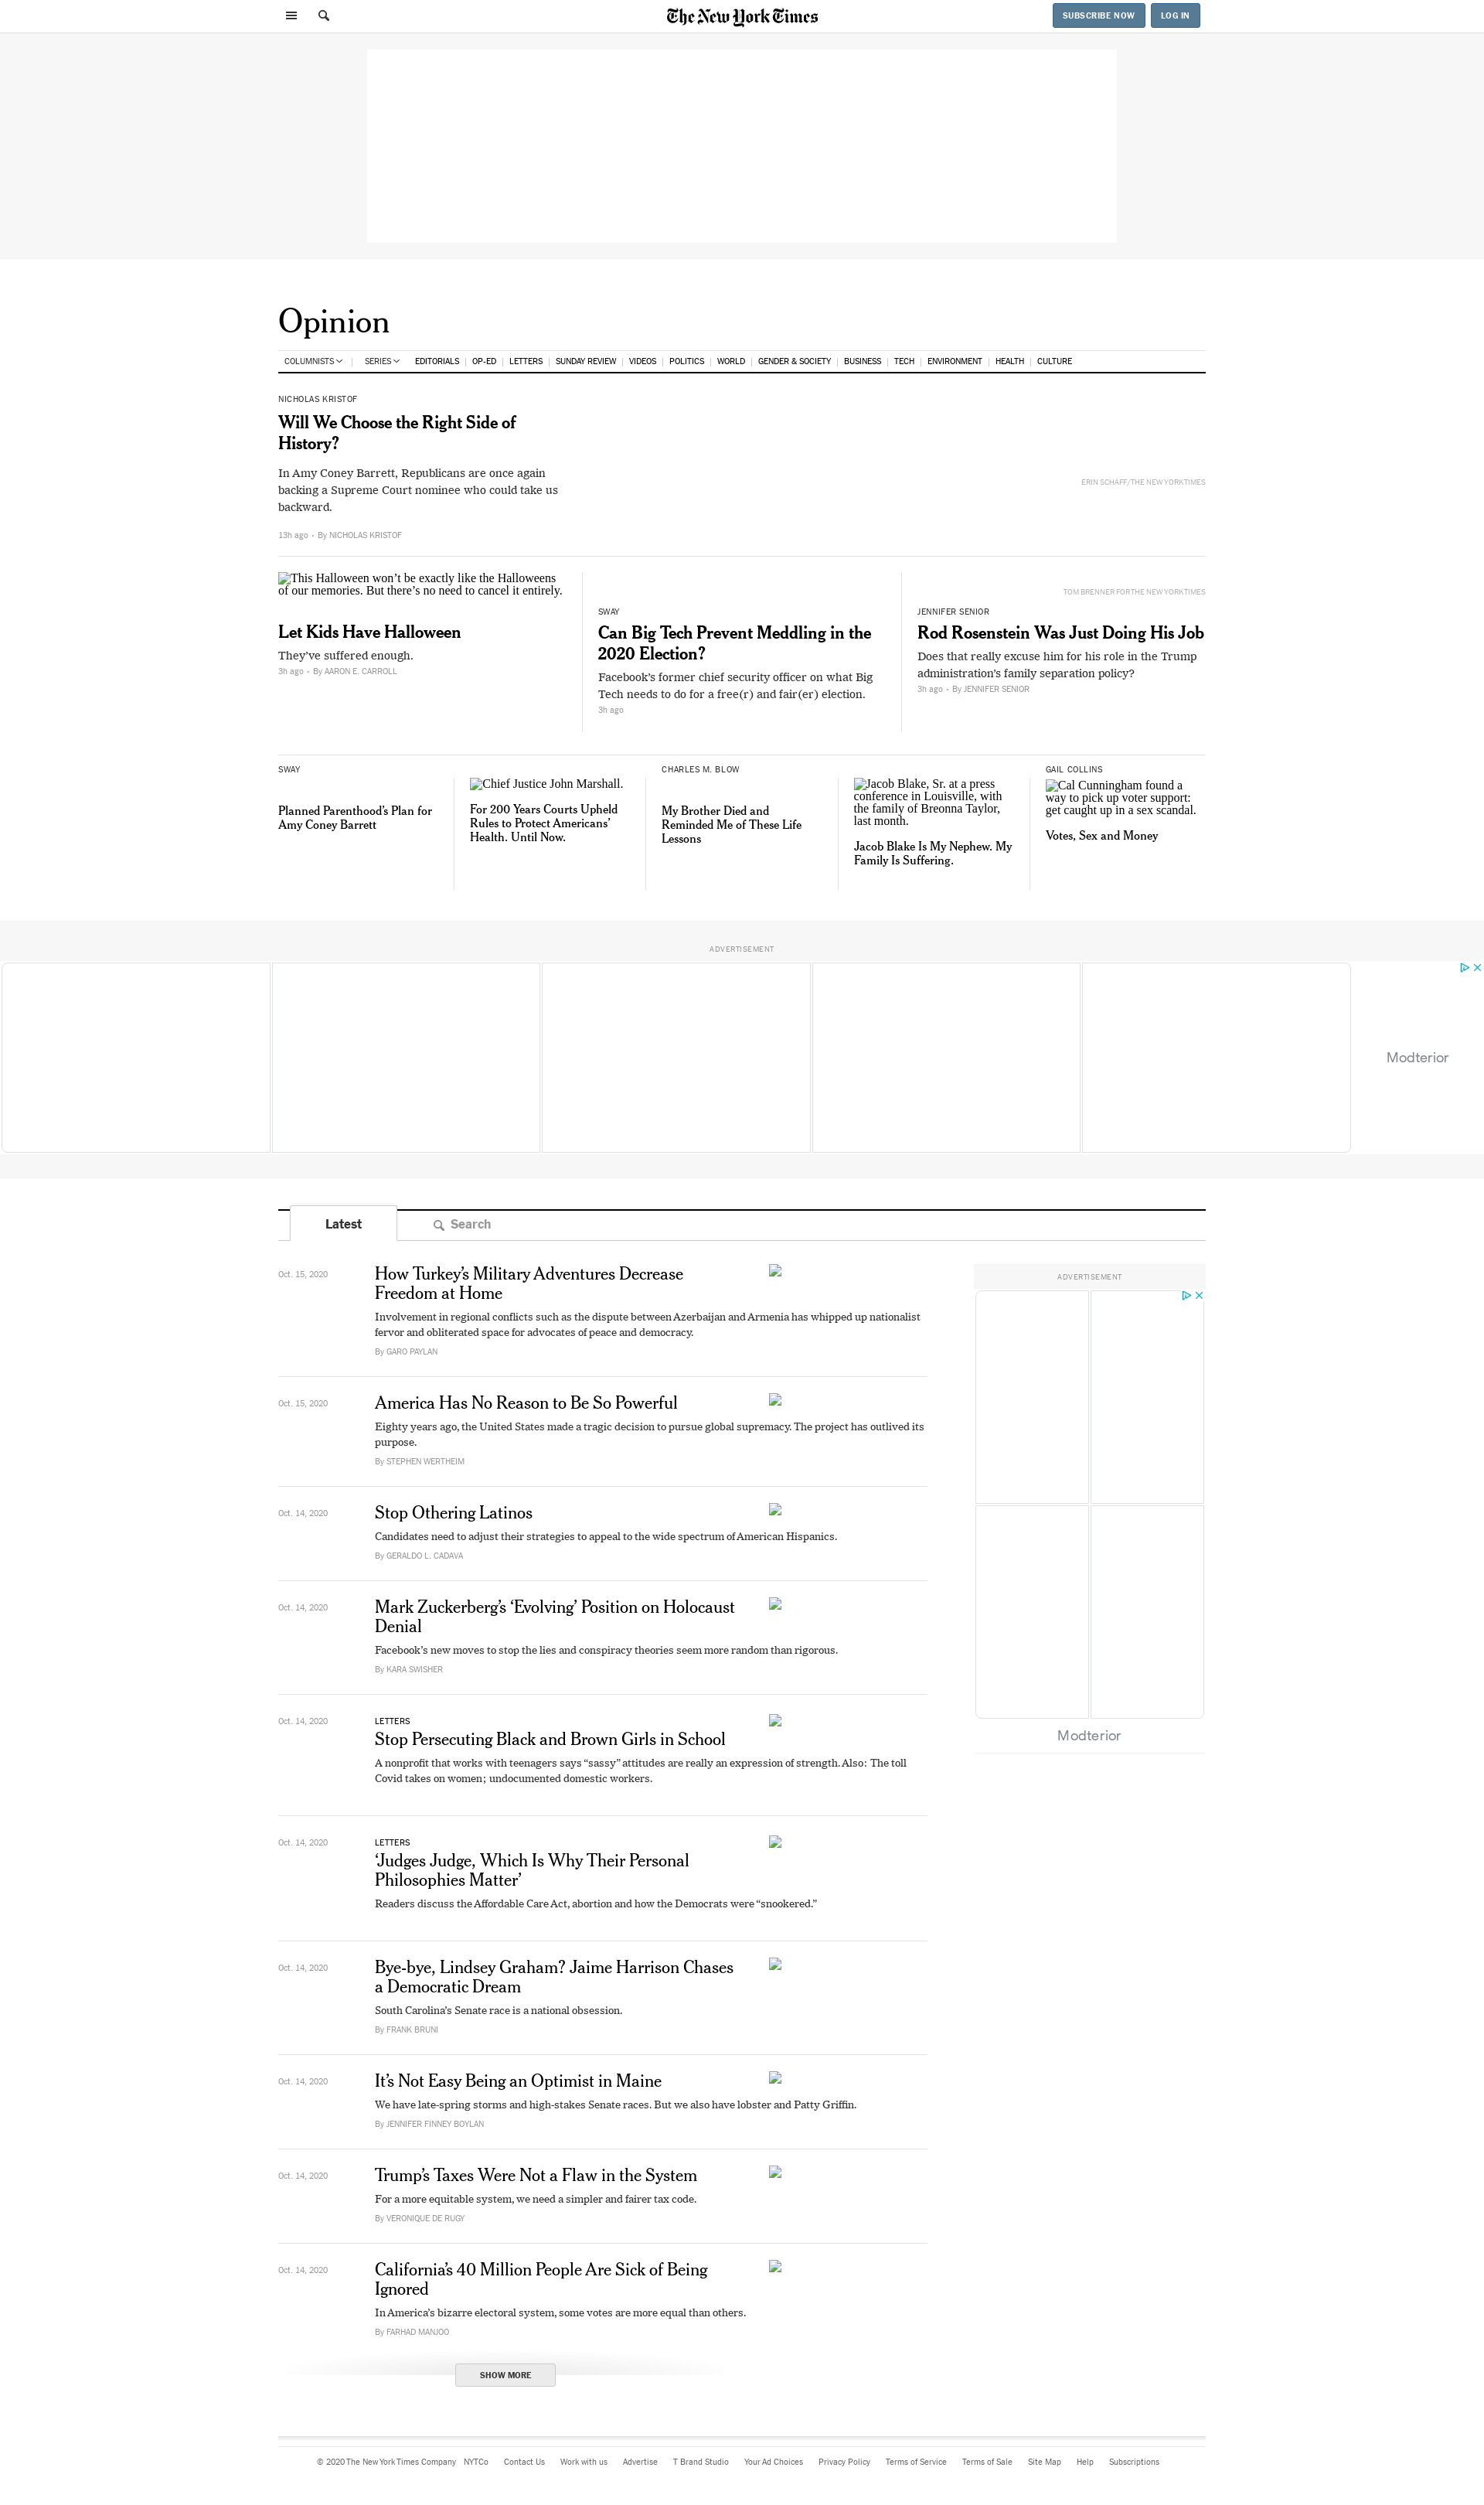 The New York Times
SUBSCRIBE NOW
LOG IN
Opinion
COLUMNISTS
SERIES
EDITORIALS
OP-ED
LETTERS
SUNDAY REVIEW
VIDEOS
POLITICS
WORLD
GENDER & SOCIETY
BUSINESS
TECH
ENVIRONMENT
HEALTH
CULTURE
NICHOLAS KRISTOF
Will We Choose the Right Side of
History?
In Amy Coney Barrett, Republicans are once again
backing a Supreme Court nominee who could take us
backward.
13h ago • By NICHOLAS KRISTOF
ERIN SCHAFF/THE NEW YORK TIMES
This Halloween won’t be exactly like the Halloweens
of our memories. But there’s no need to cancel it entirely.
Let Kids Have Halloween
They’ve suffered enough.
3h ago • By AARON E. CARROLL
SWAY
Can Big Tech Prevent Meddling in the
2020 Election?
Facebook’s former chief security officer on what Big
Tech needs to do for a free(r) and fair(er) election.
3h ago
TOM BRENNER FOR THE NEW YORK TIMES
JENNIFER SENIOR
Rod Rosenstein Was Just Doing His Job
Does that really excuse him for his role in the Trump
administration’s family separation policy?
3h ago • By JENNIFER SENIOR
SWAY
Planned Parenthood’s Plan for
Amy Coney Barrett
Chief Justice John Marshall.
For 200 Years Courts Upheld
Rules to Protect Americans’
Health. Until Now.
CHARLES M. BLOW
My Brother Died and
Reminded Me of These Life
Lessons
Jacob Blake, Sr. at a press
conference in Louisville, with
the family of Breonna Taylor,
last month.
Jacob Blake Is My Nephew. My
Family Is Suffering.
GAIL COLLINS
Cal Cunningham found a
way to pick up voter support:
get caught up in a sex scandal.
Votes, Sex and Money
ADVERTISEMENT
Modterior
Latest
Search
Oct. 15, 2020
How Turkey’s Military Adventures Decrease
Freedom at Home
Involvement in regional conflicts such as the dispute between Azerbaijan and Armenia has whipped up nationalist
fervor and obliterated space for advocates of peace and democracy.
By GARO PAYLAN
ADVERTISEMENT
Oct. 15, 2020
America Has No Reason to Be So Powerful
Eighty years ago, the United States made a tragic decision to pursue global supremacy. The project has outlived its
purpose.
By STEPHEN WERTHEIM
Oct. 14, 2020
Stop Othering Latinos
Candidates need to adjust their strategies to appeal to the wide spectrum of American Hispanics.
By GERALDO L. CADAVA
Oct. 14, 2020
Mark Zuckerberg’s ‘Evolving’ Position on Holocaust
Denial
Facebook’s new moves to stop the lies and conspiracy theories seem more random than rigorous.
By KARA SWISHER
Oct. 14, 2020
LETTERS
Stop Persecuting Black and Brown Girls in School
A nonprofit that works with teenagers says “sassy” attitudes are really an expression of strength. Also: The toll
Covid takes on women; undocumented domestic workers.
Modterior
Oct. 14, 2020
LETTERS
‘Judges Judge, Which Is Why Their Personal
Philosophies Matter’
Readers discuss the Affordable Care Act, abortion and how the Democrats were “snookered.”
Oct. 14, 2020
Bye-bye, Lindsey Graham? Jaime Harrison Chases
a Democratic Dream
South Carolina’s Senate race is a national obsession.
By FRANK BRUNI
Oct. 14, 2020
It’s Not Easy Being an Optimist in Maine
We have late-spring storms and high-stakes Senate races. But we also have lobster and Patty Griffin.
By JENNIFER FINNEY BOYLAN
Oct. 14, 2020
Trump’s Taxes Were Not a Flaw in the System
For a more equitable system, we need a simpler and fairer tax code.
By VERONIQUE DE RUGY
Oct. 14, 2020
California’s 40 Million People Are Sick of Being
Ignored
In America’s bizarre electoral system, some votes are more equal than others.
By FARHAD MANJOO
SHOW MORE
© 2020 The New York Times Company NYTCo Contact Us Work with us Advertise T Brand Studio Your Ad Choices Privacy Policy Terms of Service Terms of Sale Site Map Help Subscriptions